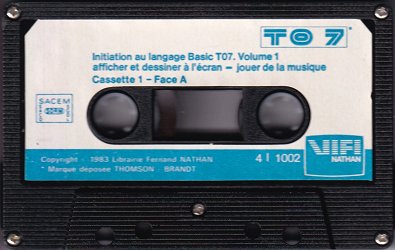 TO 7
Initiation au langage Basic T07. Volume 1
afficher et dessiner à l'écran — jouer de la musique
Cassette 1 - Face A
SACEM
Copyright - 1983 Librairie Fernand NATHAN
* Marque déposée THOMSON BRANDT
4 I 1002
VIFI
NATHAN